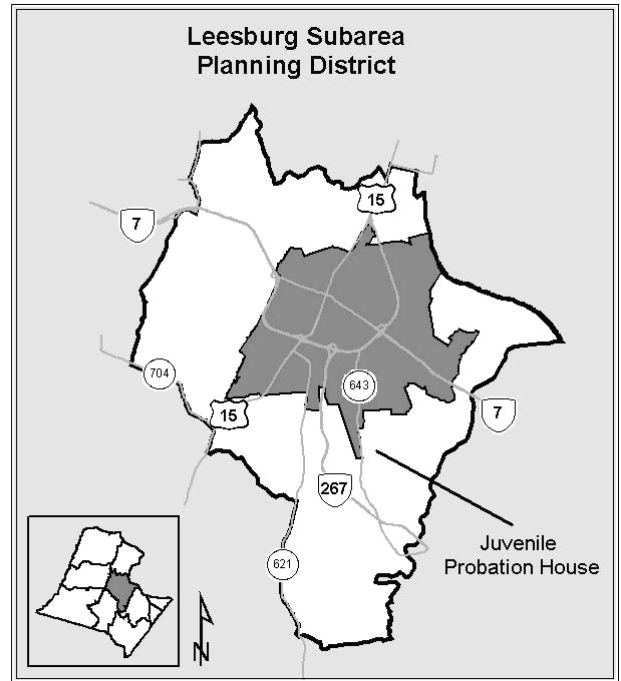 Leesburg Subarea
Planning District
15
7
704
643
15
7
267
621
Juvenile
Probation House
N